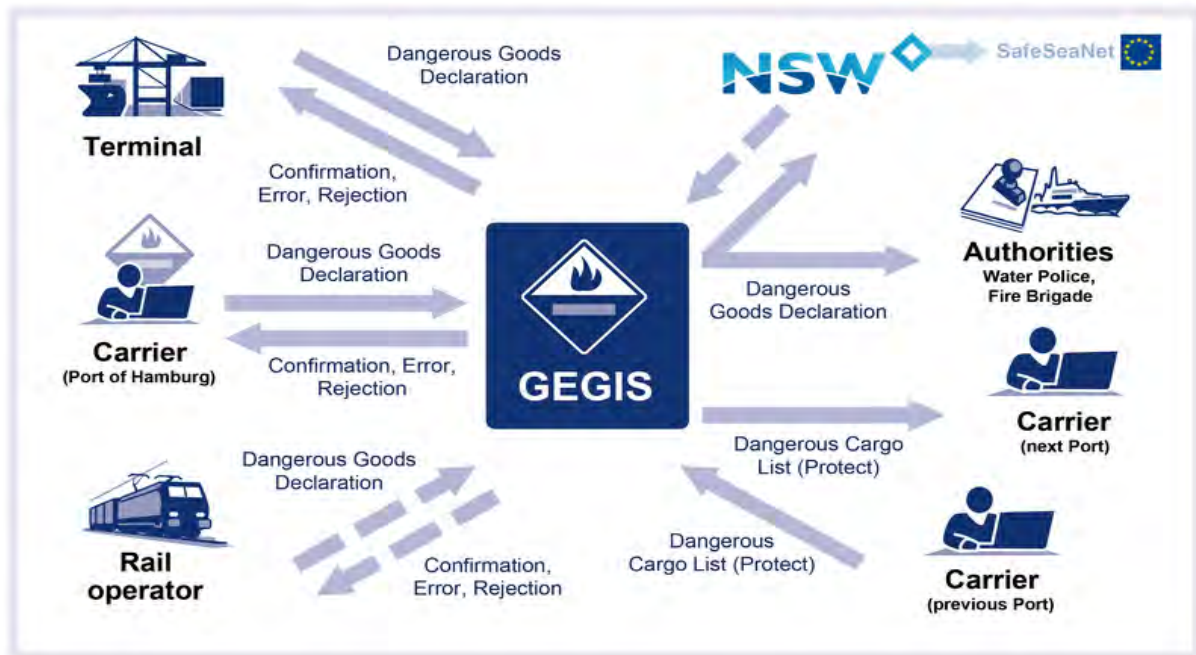 Dangerous Goods
Declaration
NSW
SafeSeaNet
Terminal
Confirmation,
Error, Rejection
Authorities
Water Police,
Fire Brigade
Dangerous Goods
Declaration
Dangerous
Goods Declaration
Carrier
(Port of Hamburg)
Confirmation, Error,
Rejection
GEGIS
Carrier
(next Port)
Dangerous Cargo
List (Protect)
Dangerous Goods
Declaration
Rail
operator
Confirmation,
Error, Rejection
Dangerous
Cargo List (Protect)
Carrier
(previous Port)